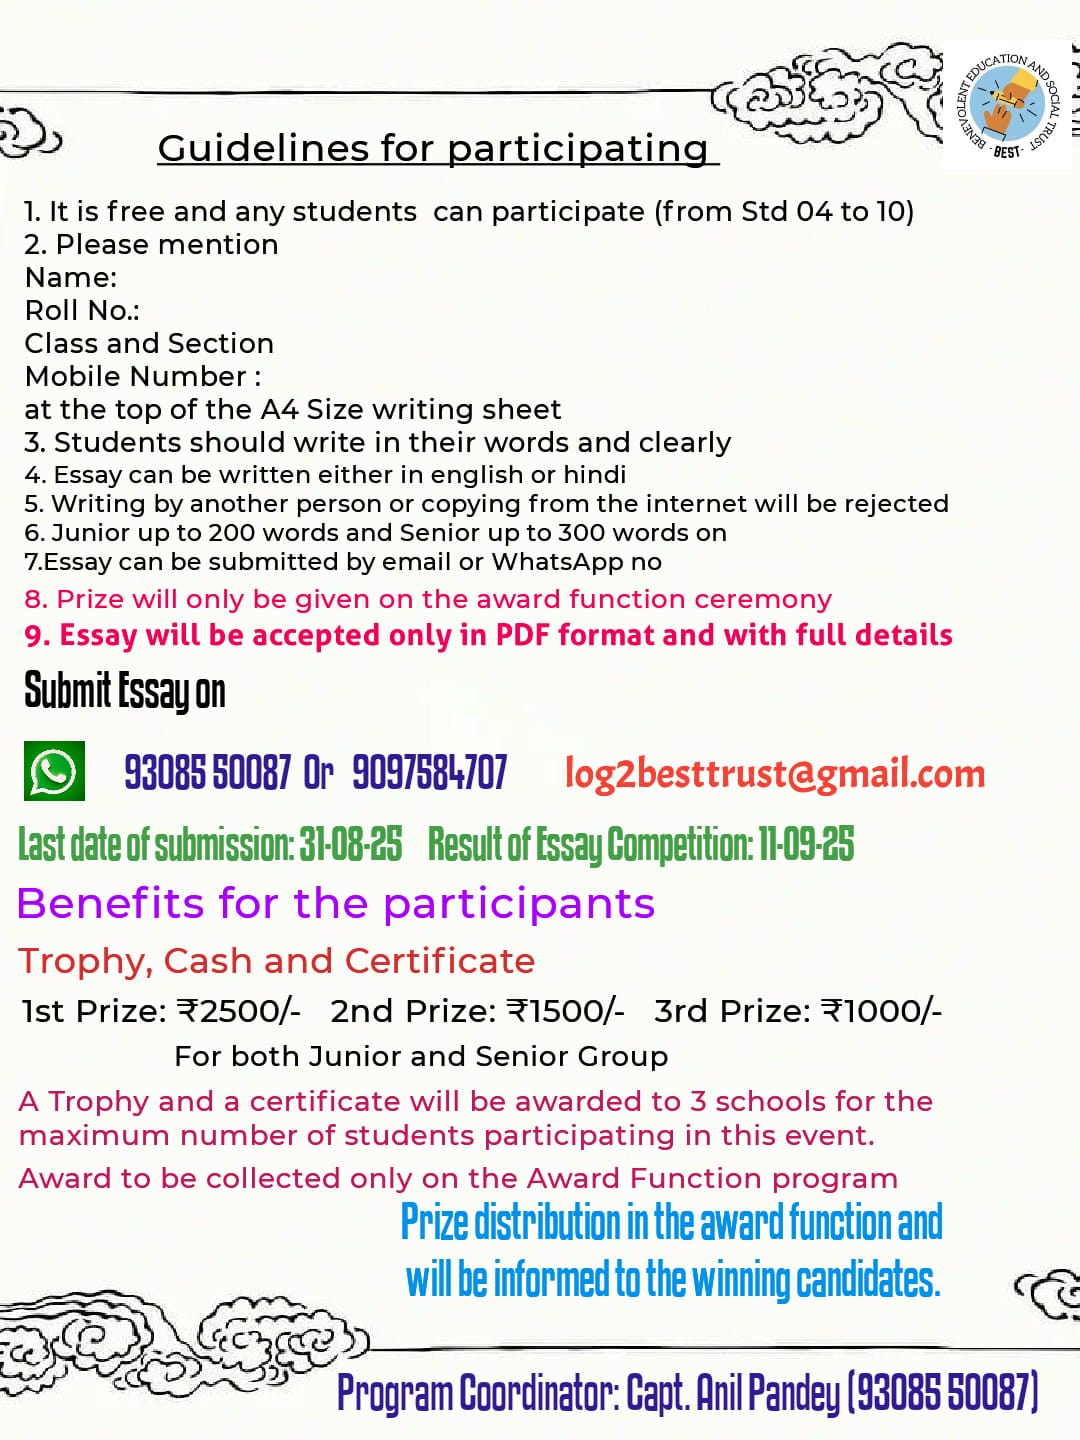 BENEVOLENT EDUCATION AND SOCIAL TRUST
- BEST -
Guidelines for participating
1. It is free and any students can participate (from Std 04 to 10)
2. Please mention
Name:
Roll No.:
Class and Section
Mobile Number :
at the top of the A4 Size writing sheet
3. Students should write in their words and clearly
4. Essay can be written either in english or hindi
5. Writing by another person or copying from the internet will be rejected
6. Junior up to 200 words and Senior up to 300 words on
7.Essay can be submitted by email or WhatsApp no
8. Prize will only be given on the award function ceremony
9. Essay will be accepted only in PDF format and with full details
Submit Essay on
93085 50087 Or 9097584707 log2besttrust@gmail.com
Last date of submission: 31-08-25 Result of Essay Competition: 11-09-25
Benefits for the participants
Trophy, Cash and Certificate
1st Prize: ₹2500/- 2nd Prize: ₹1500/- 3rd Prize: ₹1000/-
For both Junior and Senior Group
A Trophy and a certificate will be awarded to 3 schools for the
maximum number of students participating in this event.
Award to be collected only on the Award Function program
Prize distribution in the award function and
will be informed to the winning candidates.
Program Coordinator: Capt. Anil Pandey (93085 50087)